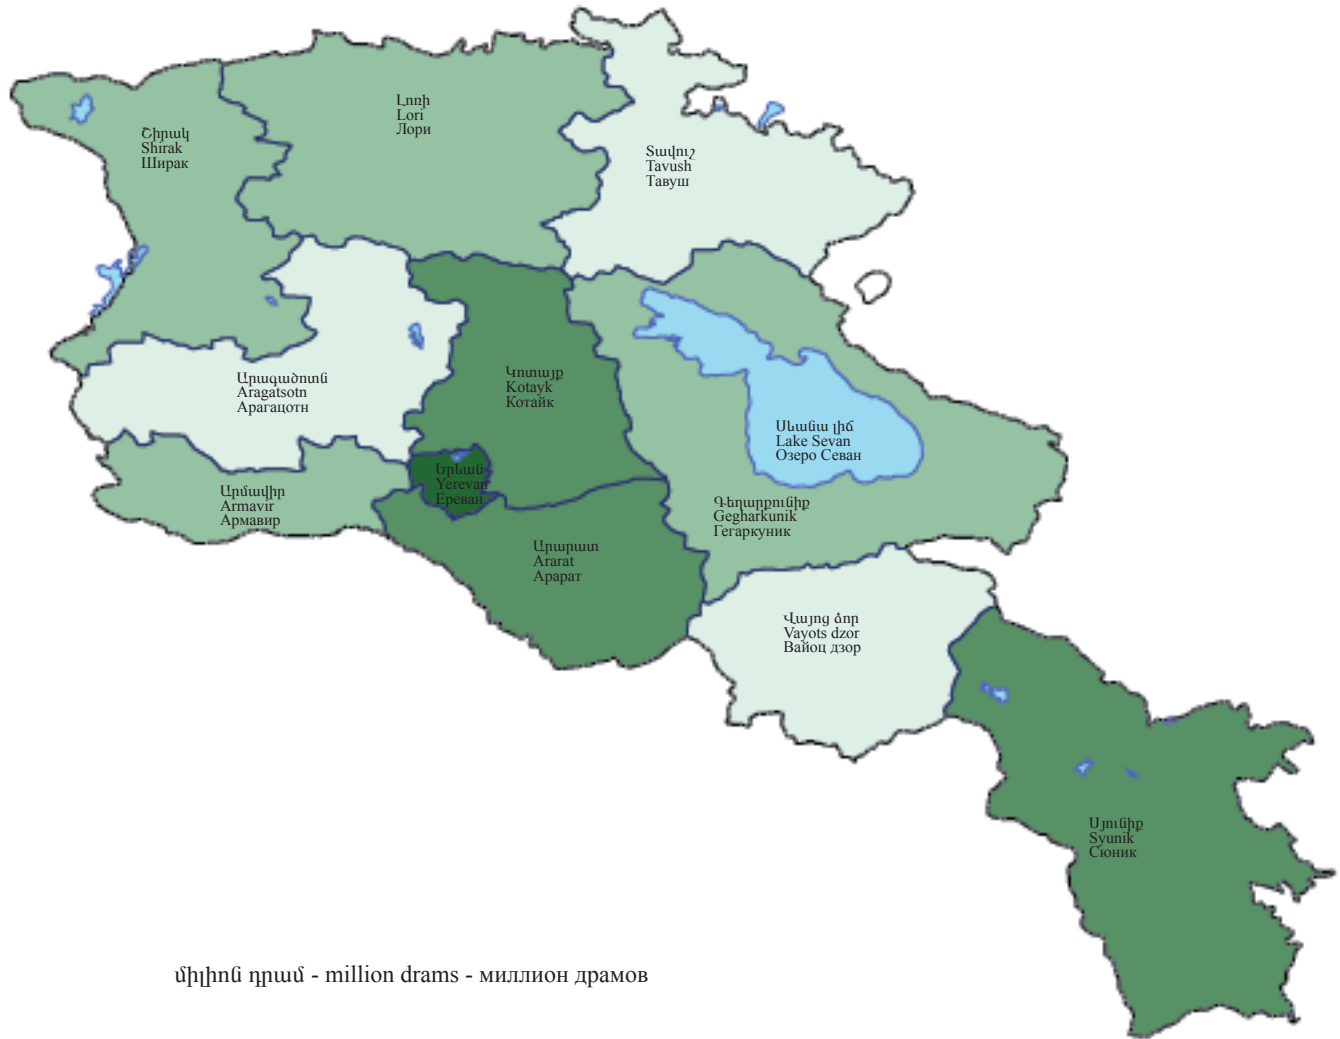 Լոռի
Lori
Лори
Շիրակ
Shirak
Ширак
Տավուշ
Tavush
Тавуш
Արագածոտն
Aragatsotn
Арагацотн
Կոտայք
Kotayk
Котайк
Սևանա լիճ
Lake Sevan
Озеро Севан
Երևան
Yerevan
Ереван
Արմավիր
Armavir
Армавир
Գեղարքունիք
Gegharkunik
Гегаркуник
Արարատ
Ararat
Арарат
Վայոց ձոր
Vayots dzor
Вайоц дзор
Սյունիք
Syunik
Сюник
միլիոն դրամ - million drams - миллион драмов